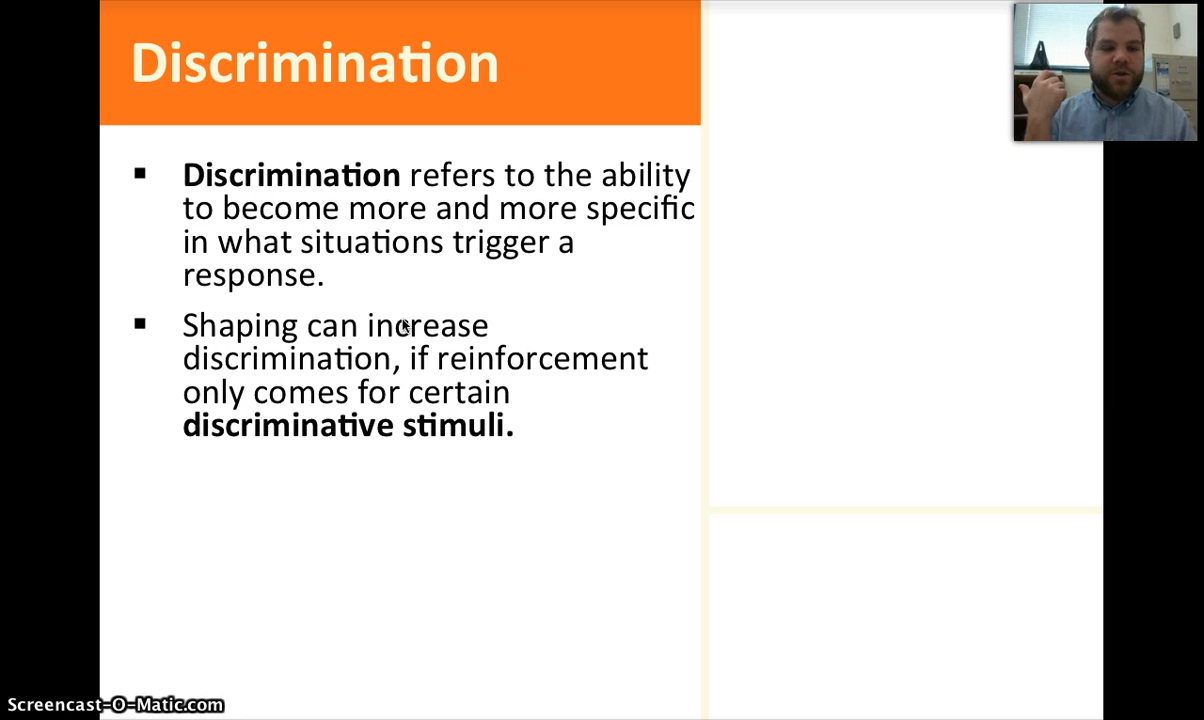 Discrimination
▪ Discrimination refers to the ability
to become more and more specific
in what situations trigger a
response.
▪ Shaping can increase
discrimination, if reinforcement
only comes for certain
discriminative stimuli.
Screencast-O-Matic.com